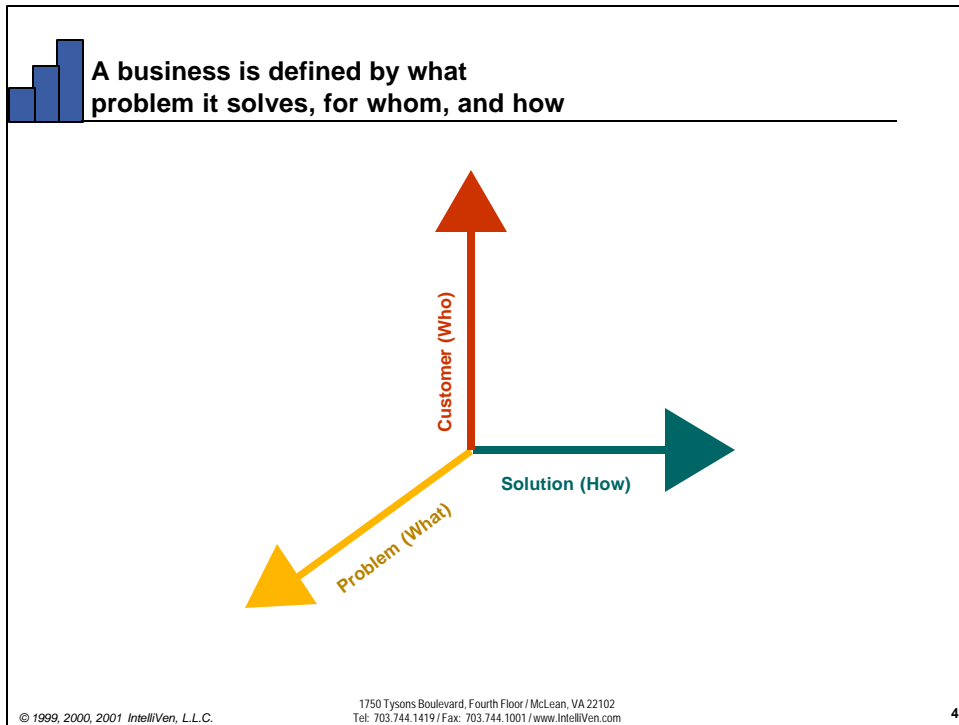 A business is defined by what
problem it solves, for whom, and how
Customer (Who)
Solution (How)
Problem (What)
© 1999, 2000, 2001 IntelliVen, L.L.C.
1750 Tysons Boulevard, Fourth Floor / McLean, VA 22102
Tel: 703.744.1419 / Fax: 703.744.1001 / www.IntelliVen.com
4